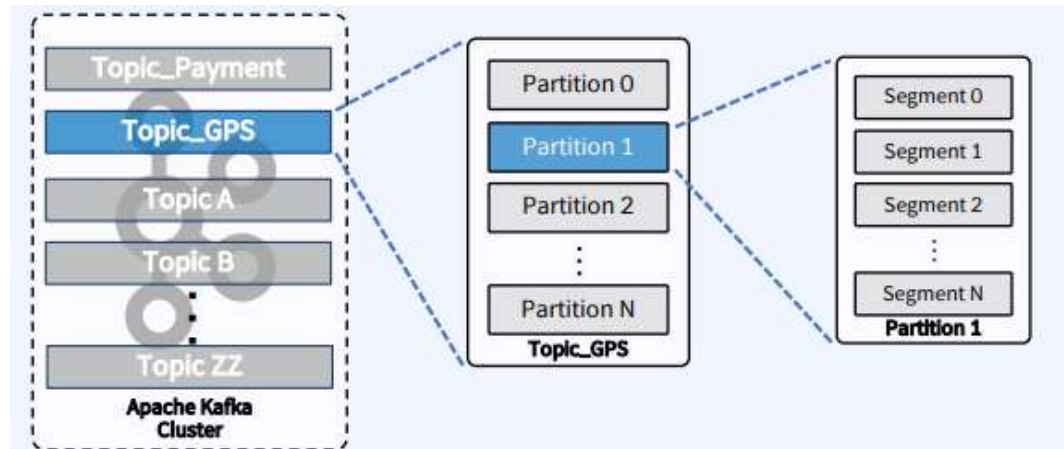 Topic_Payment
Topic_GPS
Topic A
Topic B
Topic ZZ
Apache Kafka
Cluster
Partition 0
Partition 1
Partition 2
Partition N
Topic_GPS
Segment 0
Segment 1
Segment 2
Segment N
Partition 1